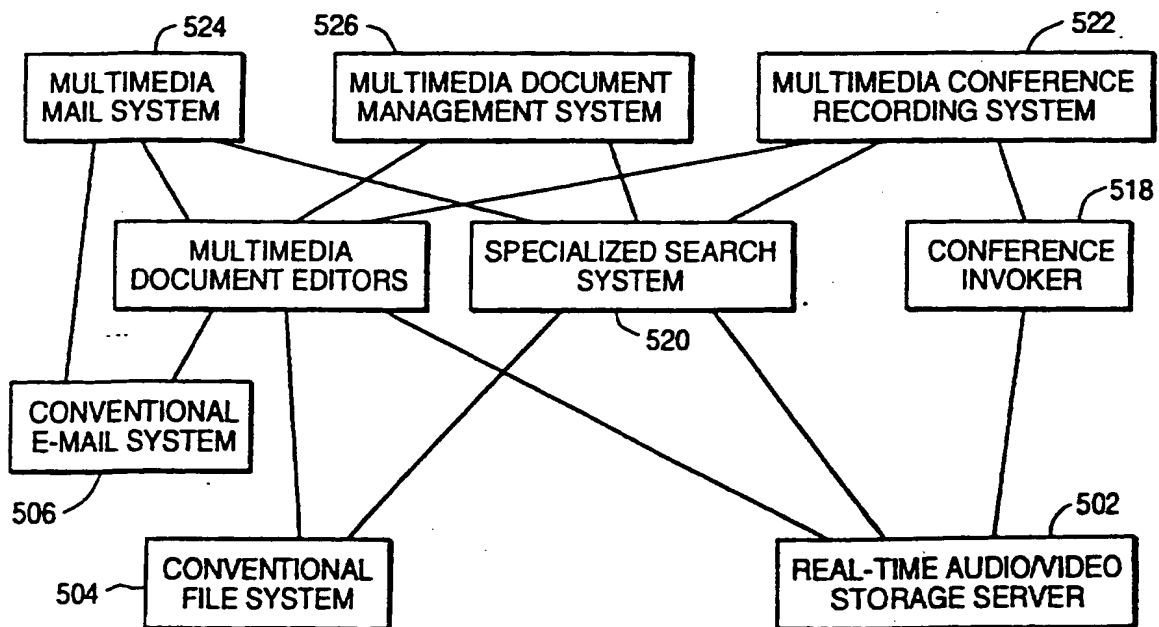 524
526
522
MULTIMEDIA
MAIL SYSTEM
MULTIMEDIA DOCUMENT
MANAGEMENT SYSTEM
MULTIMEDIA CONFERENCE
RECORDING SYSTEM
518
MULTIMEDIA
DOCUMENT EDITORS
SPECIALIZED SEARCH
SYSTEM
CONFERENCE
INVOKER
520
CONVENTIONAL
E-MAIL SYSTEM
506
502
504
CONVENTIONAL
FILE SYSTEM
REAL-TIME AUDIO/VIDEO
STORAGE SERVER